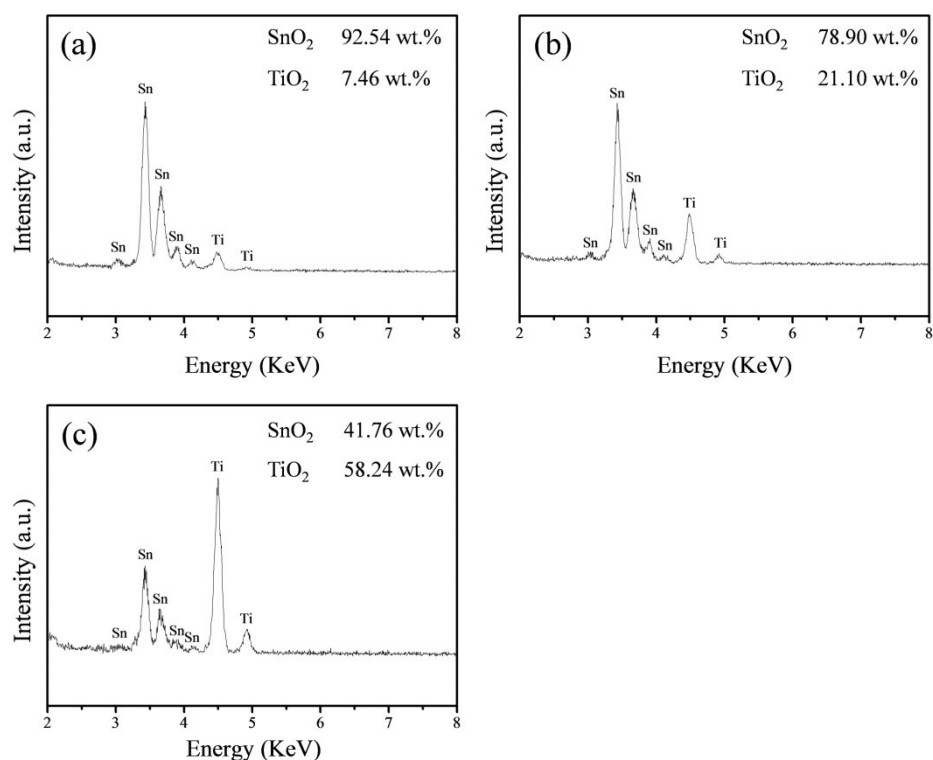 (a)
SnO2 92.54 wt.%
TiO2 7.46 wt.%
Sn
Sn
Sn
Sn
Sn
Ti
Ti
Intensity (a.u.)
2 3 4 5 6 7 8
Energy (KeV)
(b)
SnO2 78.90 wt.%
TiO2 21.10 wt.%
Sn
Sn
Sn
Sn
Sn
Ti
Ti
Intensity (a.u.)
2 3 4 5 6 7 8
Energy (KeV)
(c)
SnO2 41.76 wt.%
TiO2 58.24 wt.%
Sn
Sn
Sn
Sn
Sn
Ti
Ti
Intensity (a.u.)
2 3 4 5 6 7 8
Energy (KeV)